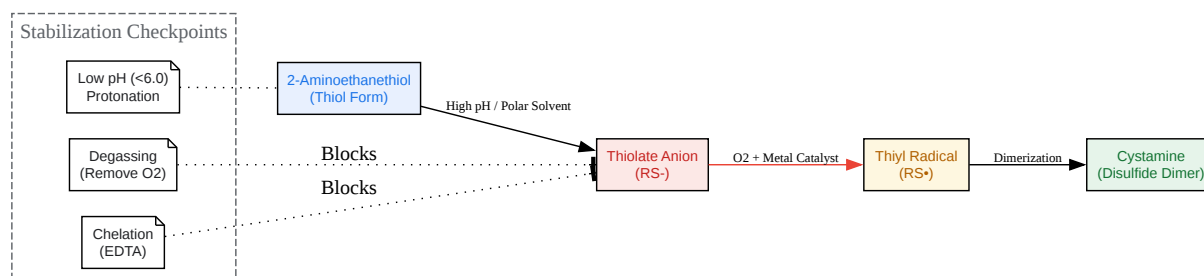 Stabilization Checkpoints
Low pH (<6.0)
Protonation
2-Aminoethanethiol
(Thiol Form)
High pH / Polar Solvent
Degassing
(Remove O2)
Blocks
Thiolate Anion
(RS-)
O2 + Metal Catalyst
Thiyl Radical
(RS•)
Dimerization
Cystamine
(Disulfide Dimer)
Blocks
Chelation
(EDTA)